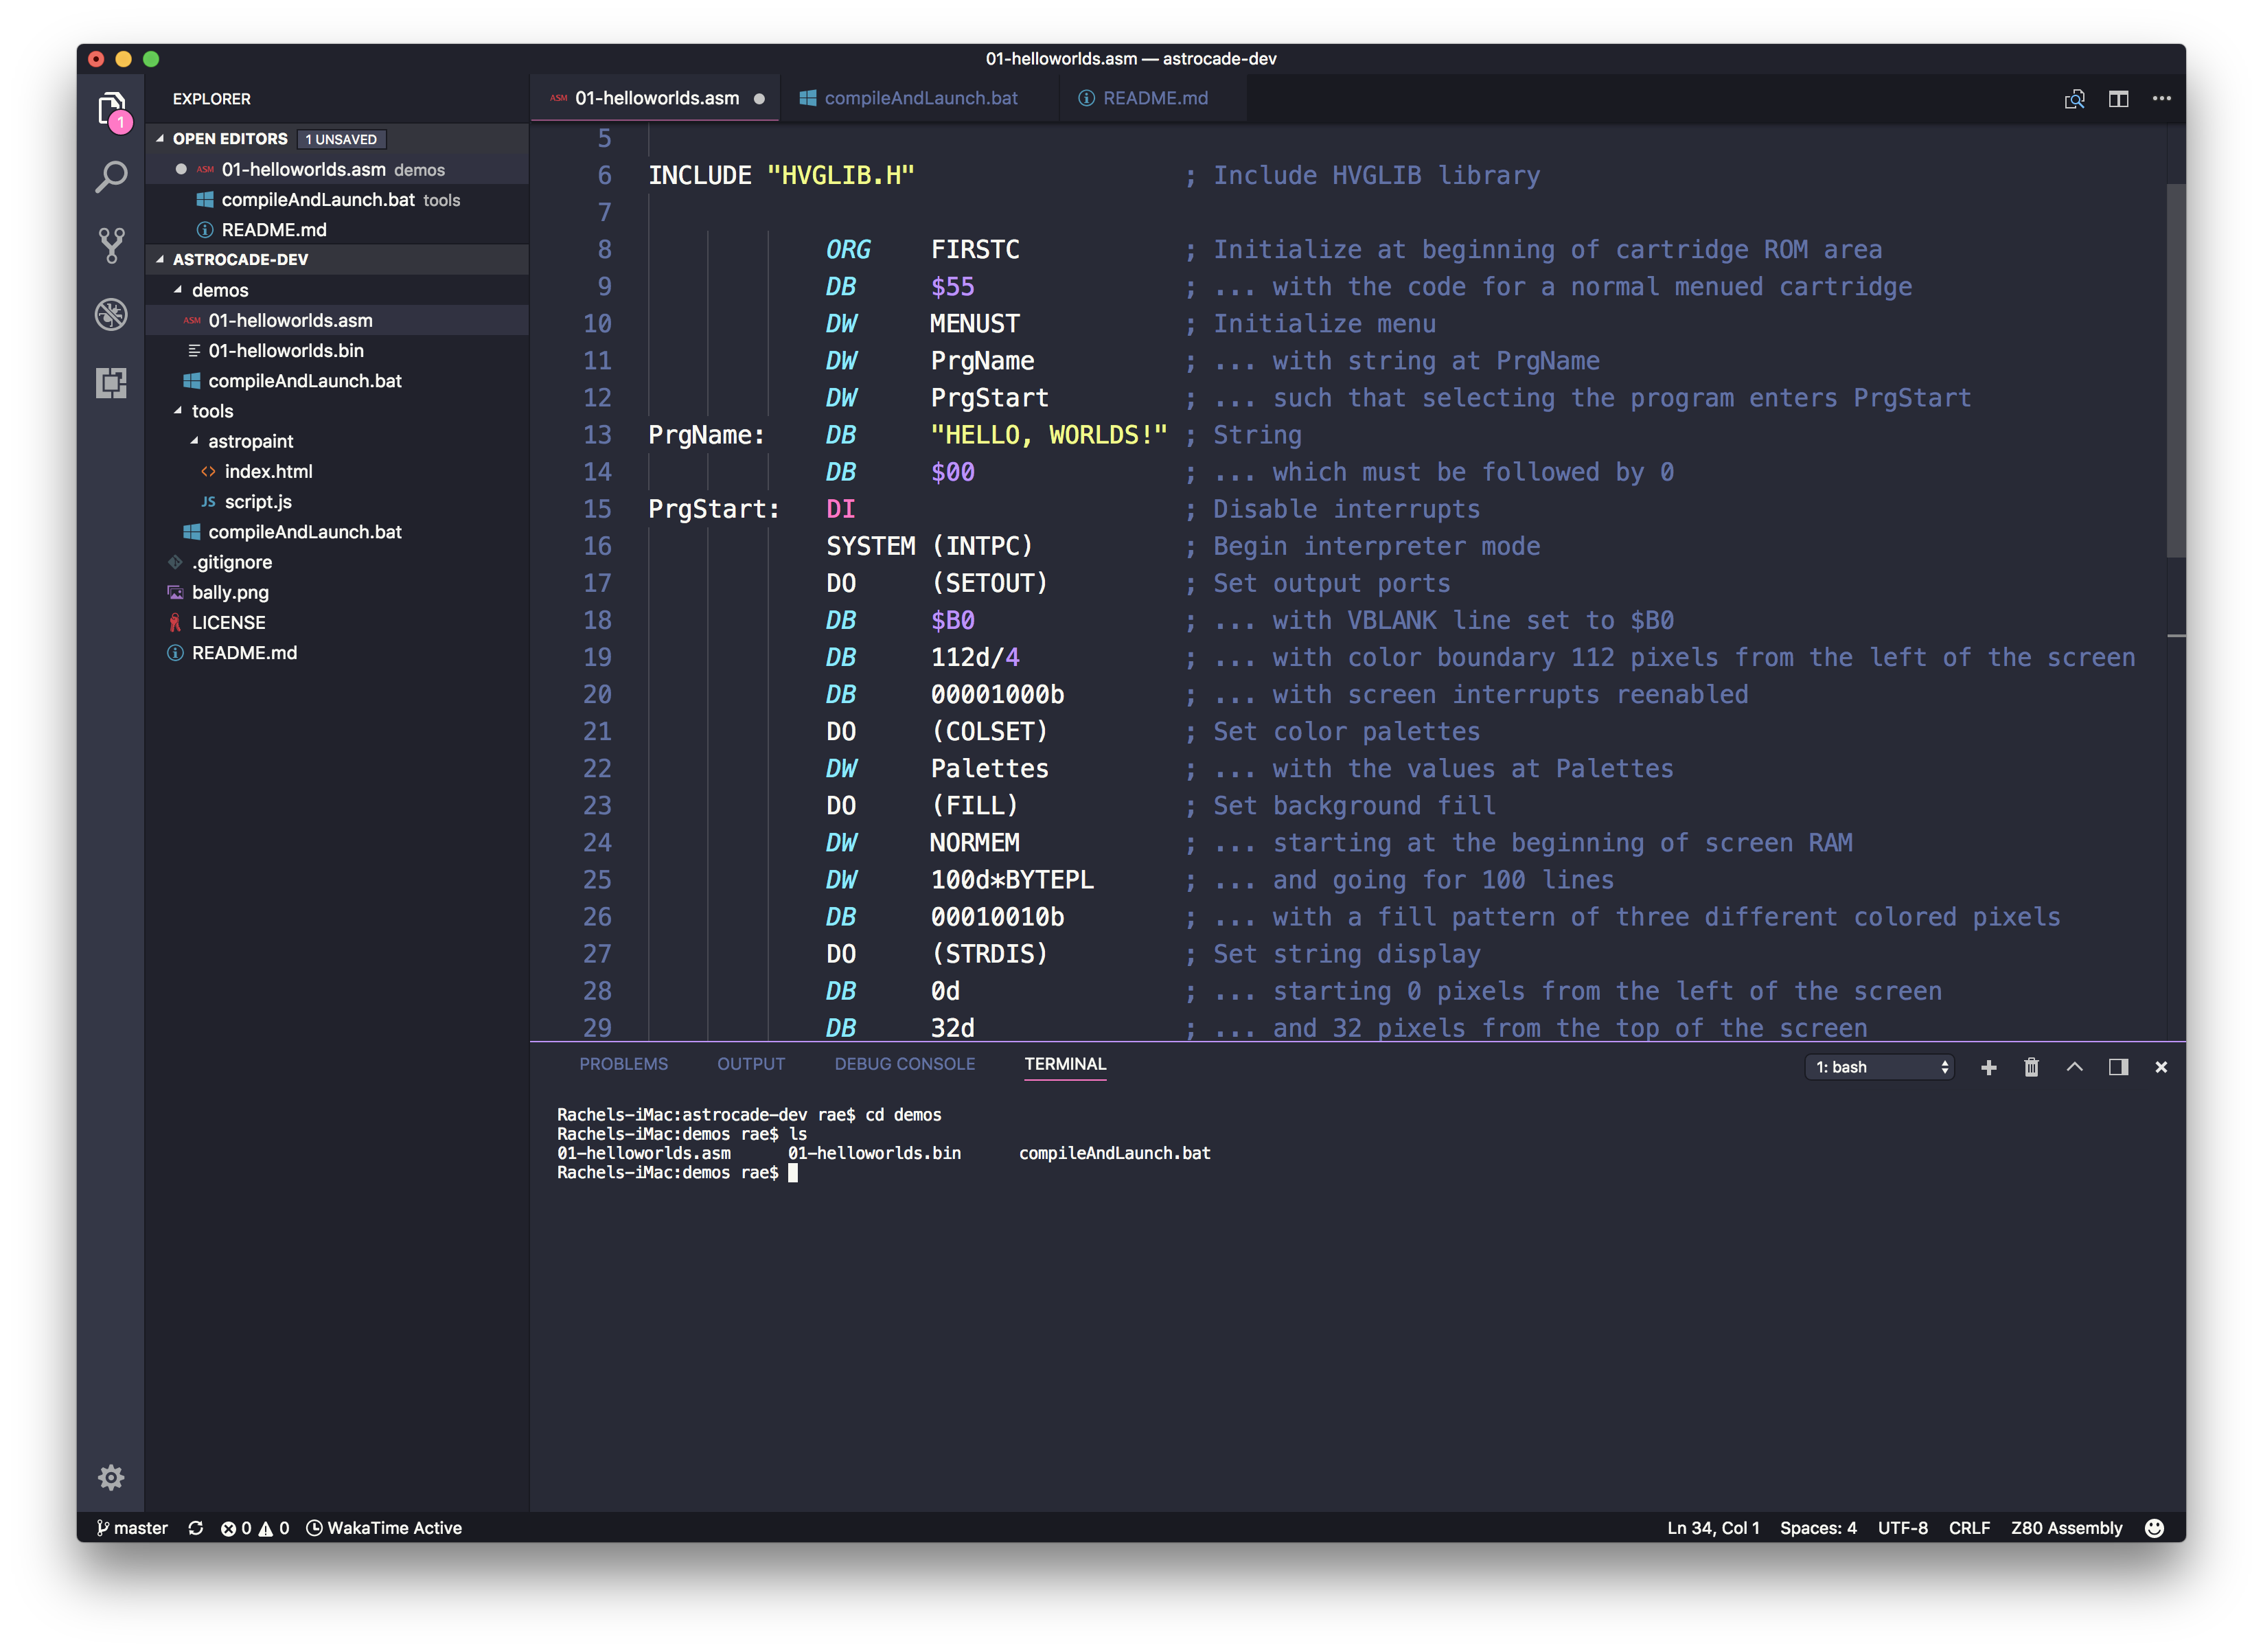 01-helloworlds.asm — astrocade-dev
1
EXPLORER
OPEN EDITORS 1 UNSAVED
ASM 01-helloworlds.asm demos
compileAndLaunch.bat tools
README.md
ASTROCADE-DEV
demos
ASM 01-helloworlds.asm
01-helloworlds.bin
compileAndLaunch.bat
tools
astropaint
<> index.html
JS script.js
compileAndLaunch.bat
.gitignore
bally.png
LICENSE
README.md
ASM 01-helloworlds.asm compileAndLaunch.bat README.md
5
6 INCLUDE "HVGLIB.H" ; Include HVGLIB library
7
8 ORG FIRSTC ; Initialize at beginning of cartridge ROM area
9 DB $55 ; ... with the code for a normal menued cartridge
10 DW MENUST ; Initialize menu
11 DW PrgName ; ... with string at PrgName
12 DW PrgStart ; ... such that selecting the program enters PrgStart
13 PrgName: DB "HELLO, WORLDS!" ; String
14 DB $00 ; ... which must be followed by 0
15 PrgStart: DI ; Disable interrupts
16 SYSTEM (INTPC) ; Begin interpreter mode
17 DO (SETOUT) ; Set output ports
18 DB $B0 ; ... with VBLANK line set to $B0
19 DB 112d/4 ; ... with color boundary 112 pixels from the left of the screen
20 DB 00001000b ; ... with screen interrupts reenabled
21 DO (COLSET) ; Set color palettes
22 DW Palettes ; ... with the values at Palettes
23 DO (FILL) ; Set background fill
24 DW NORMEM ; ... starting at the beginning of screen RAM
25 DW 100d*BYTEPL ; ... and going for 100 lines
26 DB 00010010b ; ... with a fill pattern of three different colored pixels
27 DO (STRDIS) ; Set string display
28 DB 0d ; ... starting 0 pixels from the left of the screen
29 DB 32d ; ... and 32 pixels from the top of the screen
PROBLEMS OUTPUT DEBUG CONSOLE TERMINAL 1: bash
Rachels-iMac:astrocade-dev rae$ cd demos
Rachels-iMac:demos rae$ ls
01-helloworlds.asm 01-helloworlds.bin compileAndLaunch.bat
Rachels-iMac:demos rae$
master 0 0 WakaTime Active Ln 34, Col 1 Spaces: 4 UTF-8 CRLF Z80 Assembly